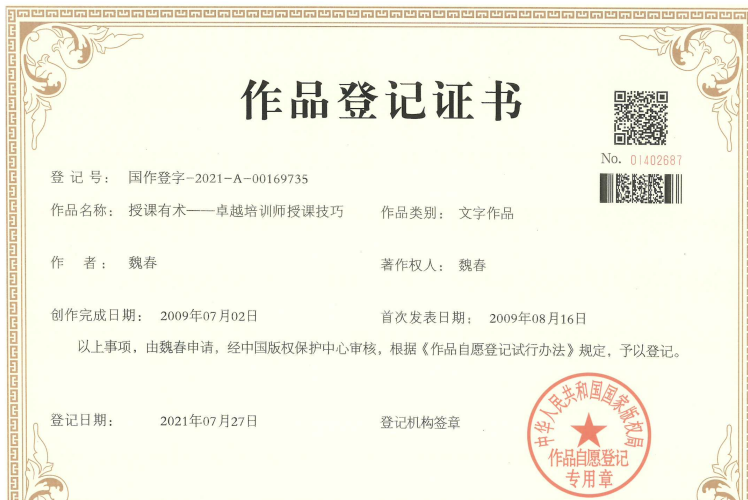 作品登记证书
No. 01402687
登记号： 国作登字-2021-A-00169735
作品名称： 授课有术——卓越培训师授课技巧
作品类别： 文字作品
作者： 魏春
著作权人： 魏春
创作完成日期： 2009年07月02日
首次发表日期： 2009年08月16日
以上事项，由魏春申请，经中国版权保护中心审核，根据《作品自愿登记试行办法》规定，予以登记。
登记日期： 2021年07月27日
登记机构签章
中华人民共和国国家版权局
作品自愿登记
专用章